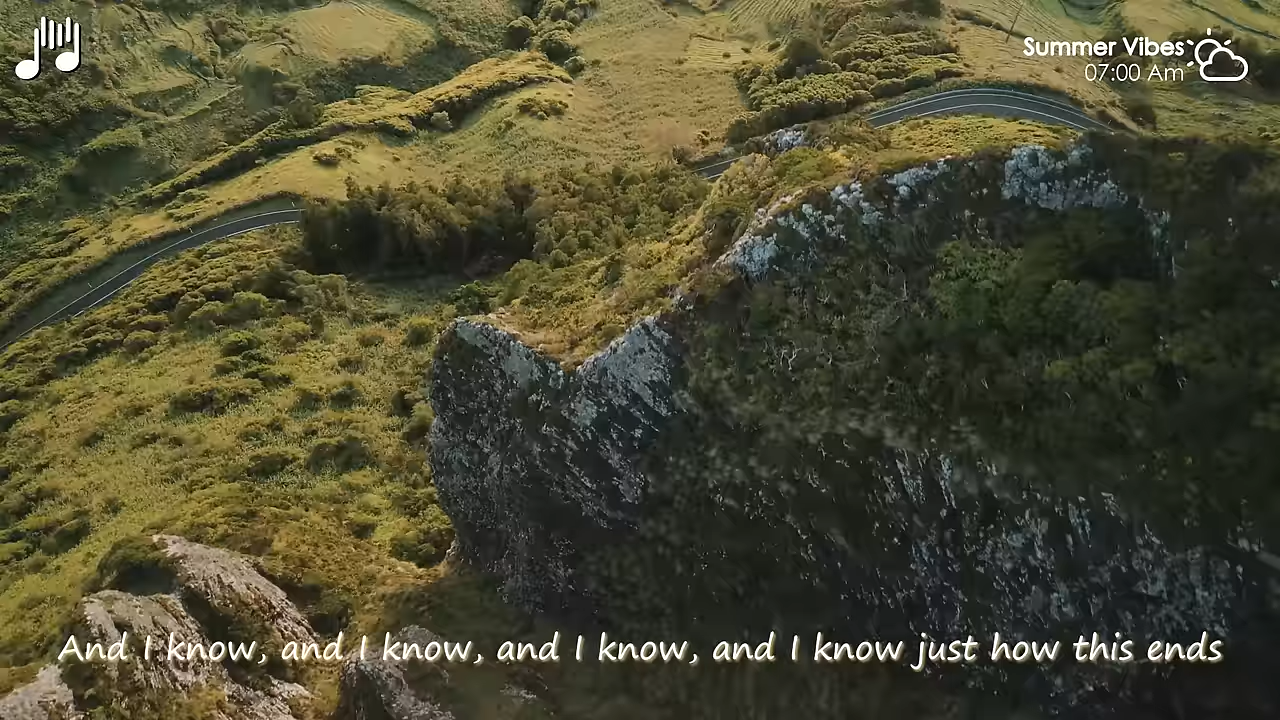 Summer Vibes
07:00 Am
And I know, and I know, and I know, and I know just how this ends